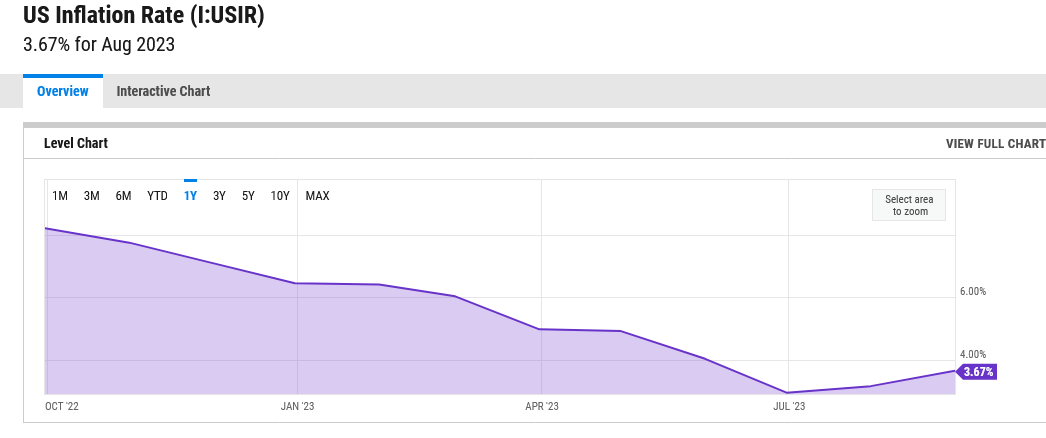 US Inflation Rate (I:USIR)
3.67% for Aug 2023
Overview Interactive Chart
Level Chart VIEW FULL CHART
1M 3M 6M YTD 1Y 3Y 5Y 10Y MAX
Select area
to zoom
6.00%
4.00%
3.67%
OCT '22 JAN '23 APR '23 JUL '23